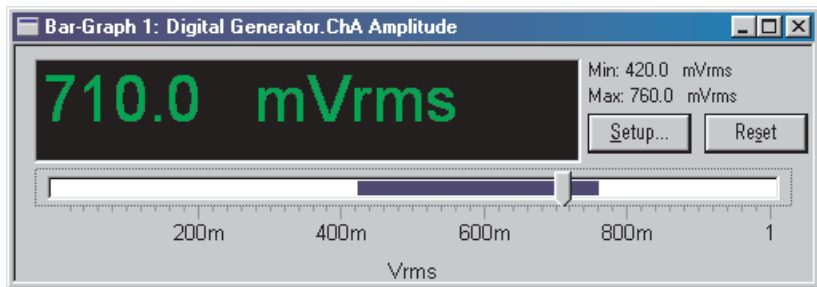 Bar-Graph 1: Digital Generator.ChA Amplitude
710.0 mVrms
Min: 420.0 mVrms
Max: 760.0 mVrms
Setup... Reset
200m 400m 600m 800m 1
Vrms